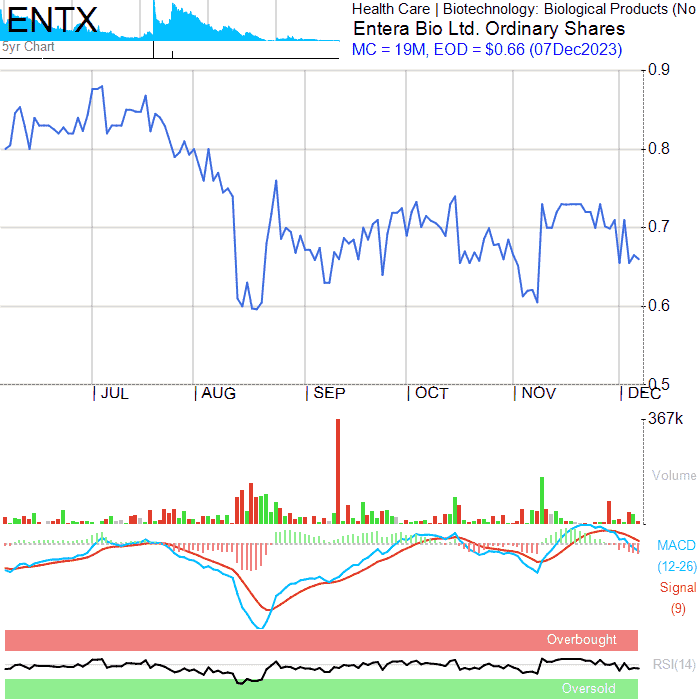 ENTX
5yr Chart
Health Care | Biotechnology: Biological Products (No
Entera Bio Ltd. Ordinary Shares
MC = 19M, EOD = $0.66 (07Dec2023)
0.9
0.8
0.7
0.6
0.5
JUL AUG SEP OCT NOV DEC
367k
Volume
MACD
(12-26)
Signal
(9)
Overbought
RSI(14)
Oversold